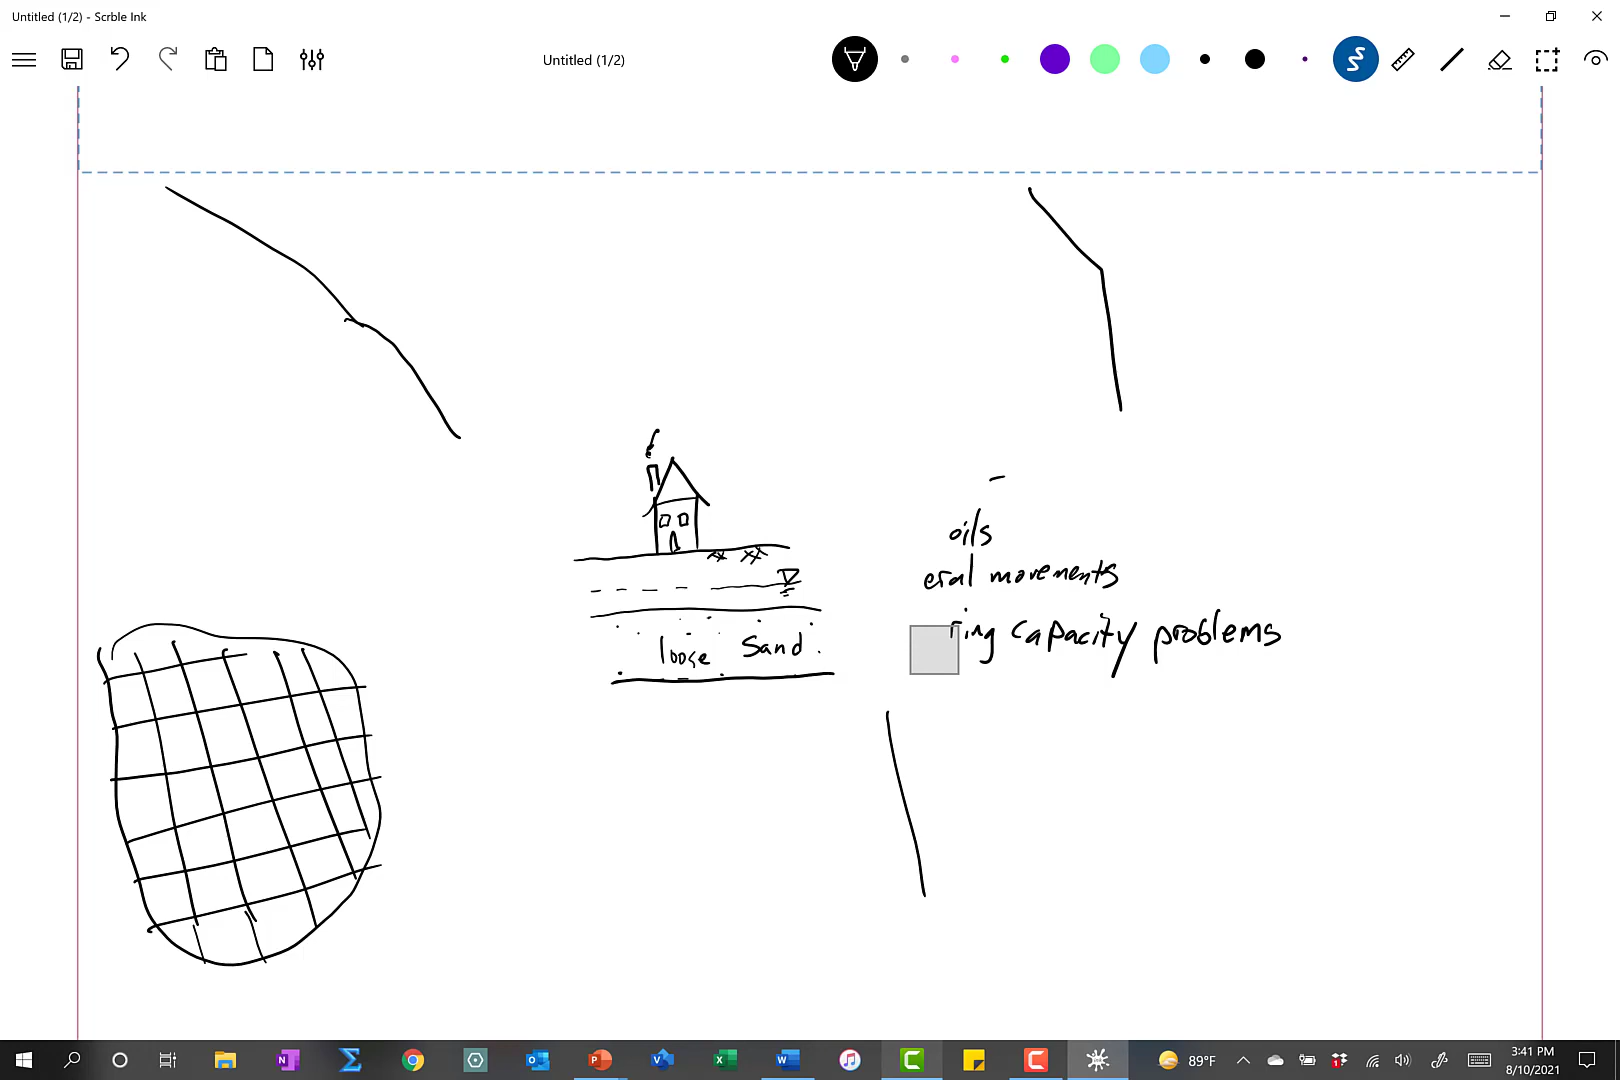 Untitled (1/2) - Scrble Ink
Untitled (1/2)
oils
eral movements
ring capacity problems
loose Sand.
89°F
3:41 PM
8/10/2021